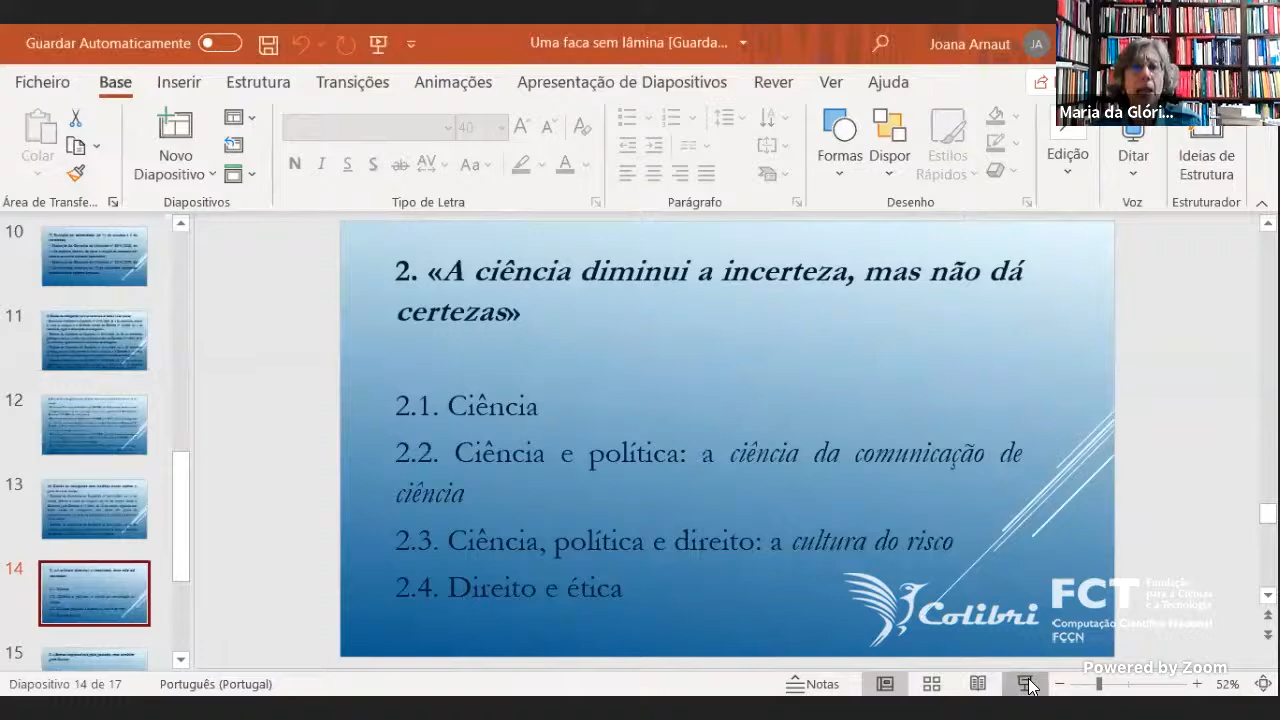 Guardar Automaticamente
Uma faca sem lâmina [Guarda...
Joana Arnaut
JA
Ficheiro
Base
Inserir
Estrutura
Transições
Animações
Apresentação de Diapositivos
Rever
Ver
Ajuda
Maria da Glóri...
Colar
Novo
Diapositivo
40
N I S S ab AV Aa A
Formas
Dispor
Estilos
Rápidos
Edição
Ditar
Ideias de
Estrutura
Área de Transfe...
Diapositivos
Tipo de Letra
Parágrafo
Desenho
Voz
Estruturador
10
11
12
13
14
15
2. «A ciência diminui a incerteza, mas não dá
certezas»
2.1. Ciência
2.2. Ciência e política: a ciência da comunicação de
ciência
2.3. Ciência, política e direito: a cultura do risco
2.4. Direito e ética
Colibri
FCT
Fundação
para a Ciência
e a Tecnologia
Computação Científica Nacional
FCCN
Powered by Zoom
Diapositivo 14 de 17
Português (Portugal)
Notas
52%